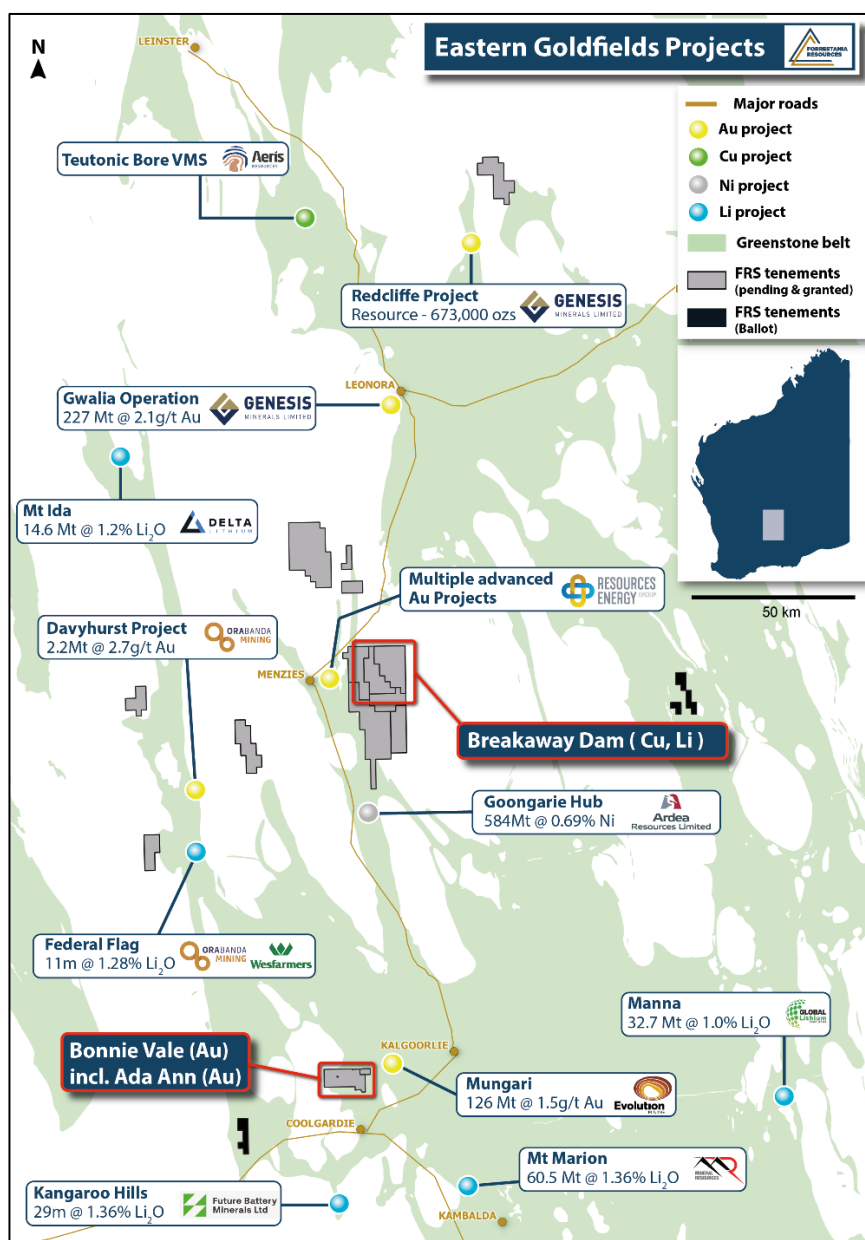 N
LEINSTER
Eastern Goldfields Projects
FORRESTANIA
RESOURCES
Major roads
Au project
Cu project
Ni project
Li project
Greenstone belt
FRS tenements
(pending & granted)
FRS tenements
(Ballot)
Teutonic Bore VMS
Aeris
RESOURCES
Redcliffe Project
Resource - 673,000 ozs
GENESIS
MINERALS LIMITED
LEONORA
Gwalia Operation
227 Mt @ 2.1g/t Au
GENESIS
MINERALS LIMITED
Mt Ida
14.6 Mt @ 1.2% Li₂O
DELTA
LITHIUM
50 km
Multiple advanced
Au Projects
RESOURCES
ENERGY
GROUP
Davyhurst Project
2.2Mt @ 2.7g/t Au
ORABANDA
MINING
MENZIES
Breakaway Dam ( Cu, Li )
Goongarie Hub
584Mt @ 0.69% Ni
Ardea
Resources Limited
Federal Flag
11m @ 1.28% Li₂O
ORABANDA
MINING
Wesfarmers
Manna
32.7 Mt @ 1.0% Li₂O
GLOBAL
Lithium
Bonnie Vale (Au)
incl. Ada Ann (Au)
KALGOORLIE
Mungari
126 Mt @ 1.5g/t Au
Evolution
MINING
COOLGARDIE
Mt Marion
60.5 Mt @ 1.36% Li₂O
MINERAL
RESOURCES
Kangaroo Hills
29m @ 1.36% Li₂O
Future Battery
Minerals Ltd
KAMBALDA